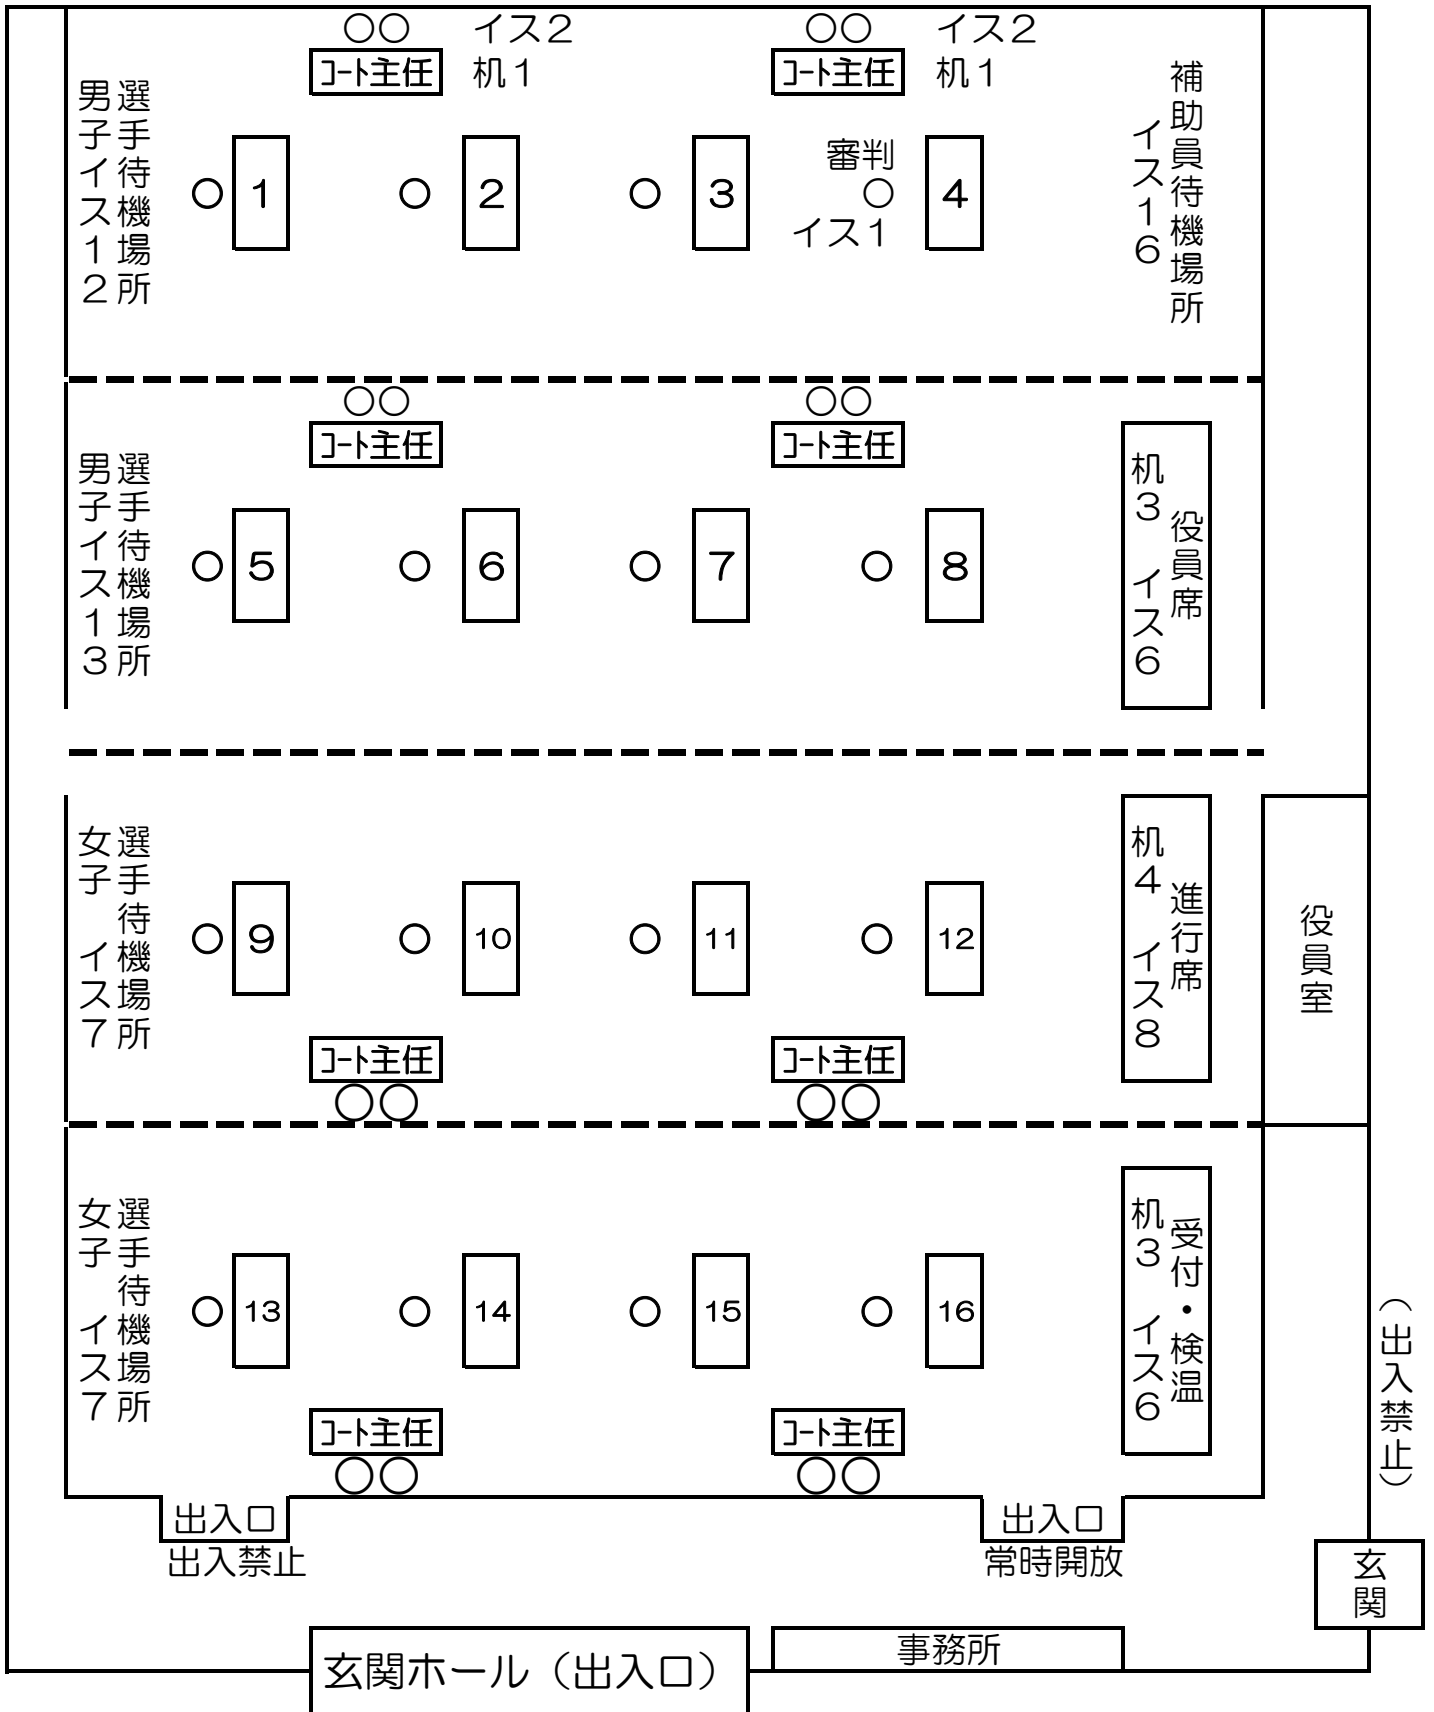 イス2
イス2
コート主任
机1
コート主任
机1
選手待機場所
男子イス12
1
2
3
審判
イス1
4
補助員待機場所
イス16
コート主任
コート主任
選手待機場所
男子イス13
5
6
7
8
役員席
机3 イス6
選手待機場所
女子 イス7
9
10
11
12
進行席
机4 イス8
役員室
コート主任
コート主任
選手待機場所
女子 イス7
13
14
15
16
受付・検温
机3 イス6
(出入禁止)
コート主任
コート主任
出入口
出入禁止
出入口
常時開放
玄関
事務所
玄関ホール(出入口)